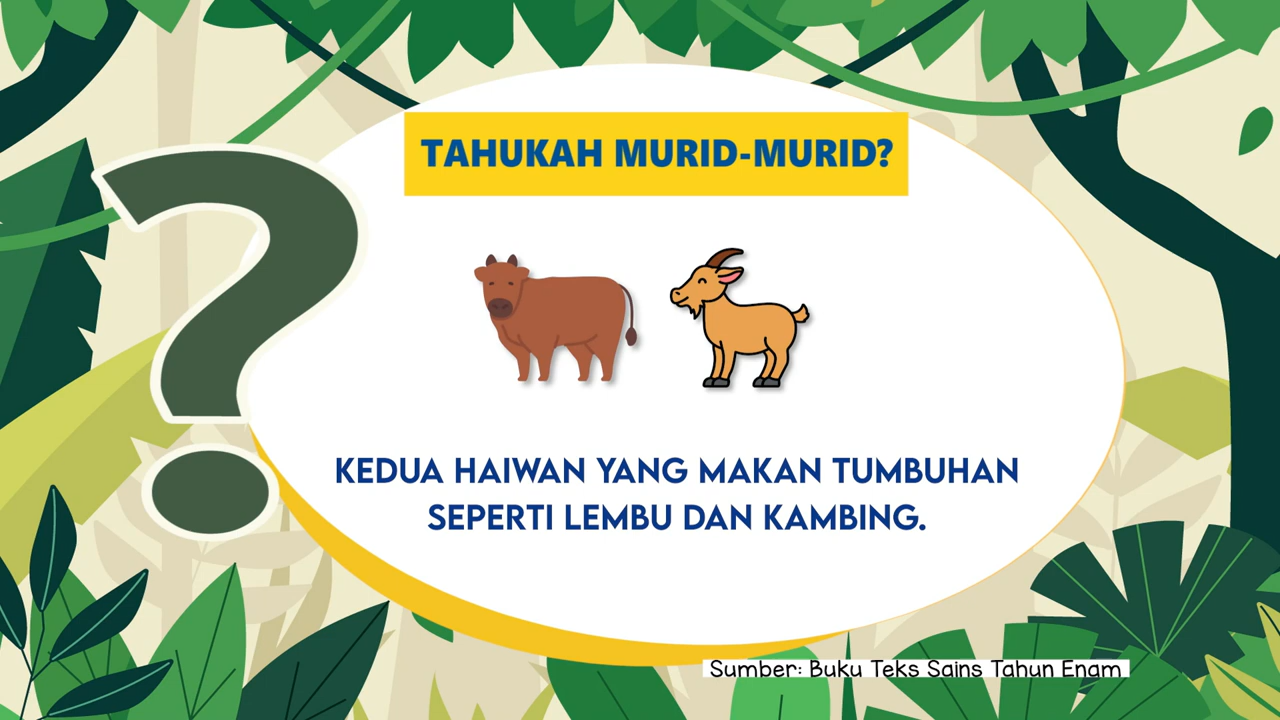 TAHUKAH MURID-MURID?
KEDUA HAIWAN YANG MAKAN TUMBUHAN
SEPERTI LEMBU DAN KAMBING.
Sumber: Buku Teks Sains Tahun Enam